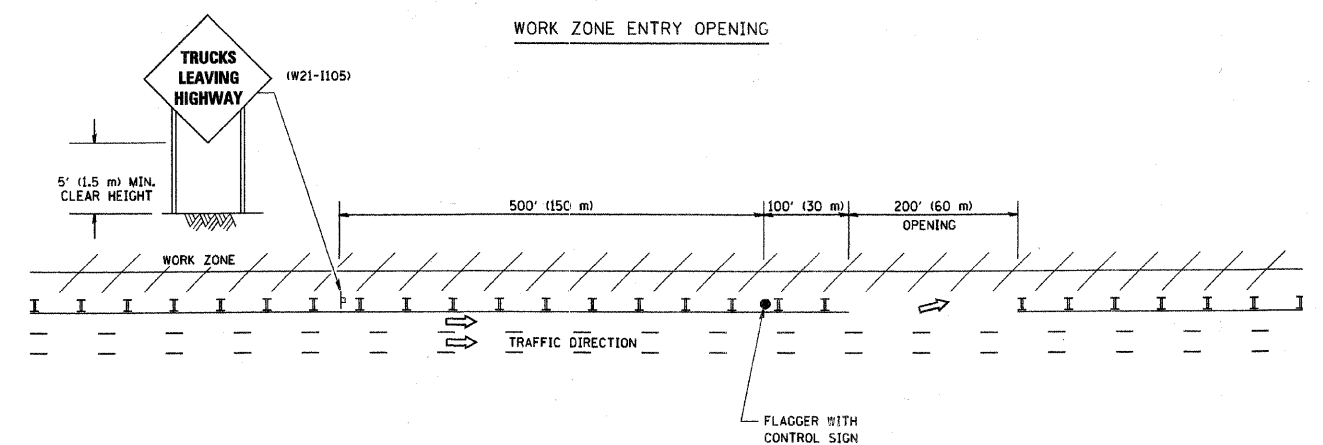 WORK ZONE ENTRY OPENING
TRUCKS
LEAVING
HIGHWAY
(W21-I105)
5' (1.5 m) MIN.
CLEAR HEIGHT
500' (150 m)
100' (30 m)
200' (60 m)
OPENING
WORK ZONE
TRAFFIC DIRECTION
FLAGGER WITH
CONTROL SIGN